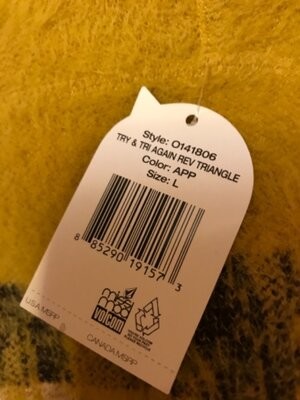 Style: O141806
TRY & TRI AGAIN REV TRIANGLE
Color: APP
Size: L
8 85290 19157 3
volcom
USA MSRP
CANADA MSRP